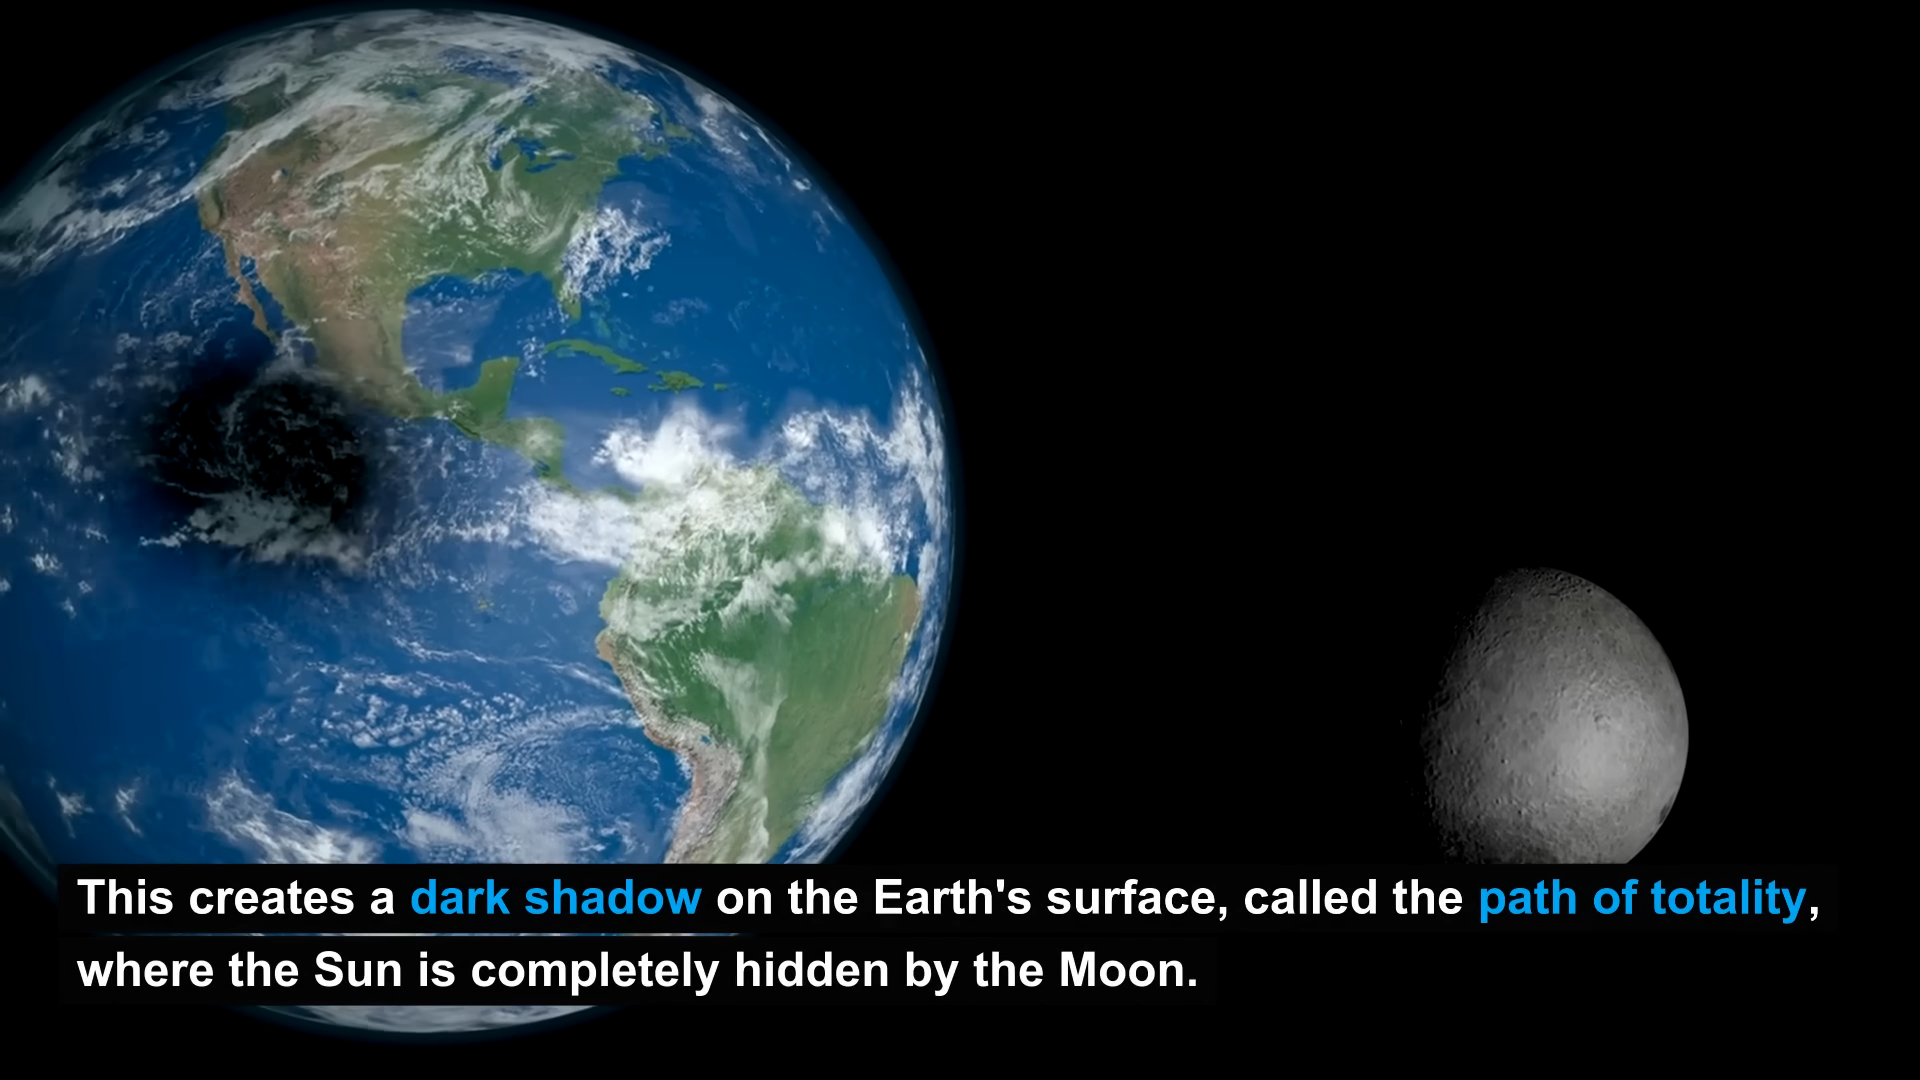 This creates a dark shadow on the Earth's surface, called the path of totality,
where the Sun is completely hidden by the Moon.